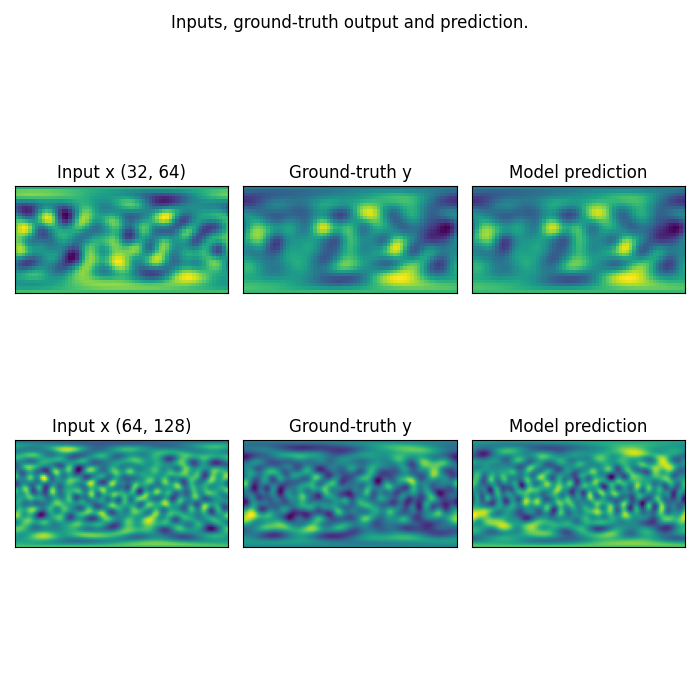 Inputs, ground-truth output and prediction.
Input x (32, 64)
Ground-truth y
Model prediction
Input x (64, 128)
Ground-truth y
Model prediction